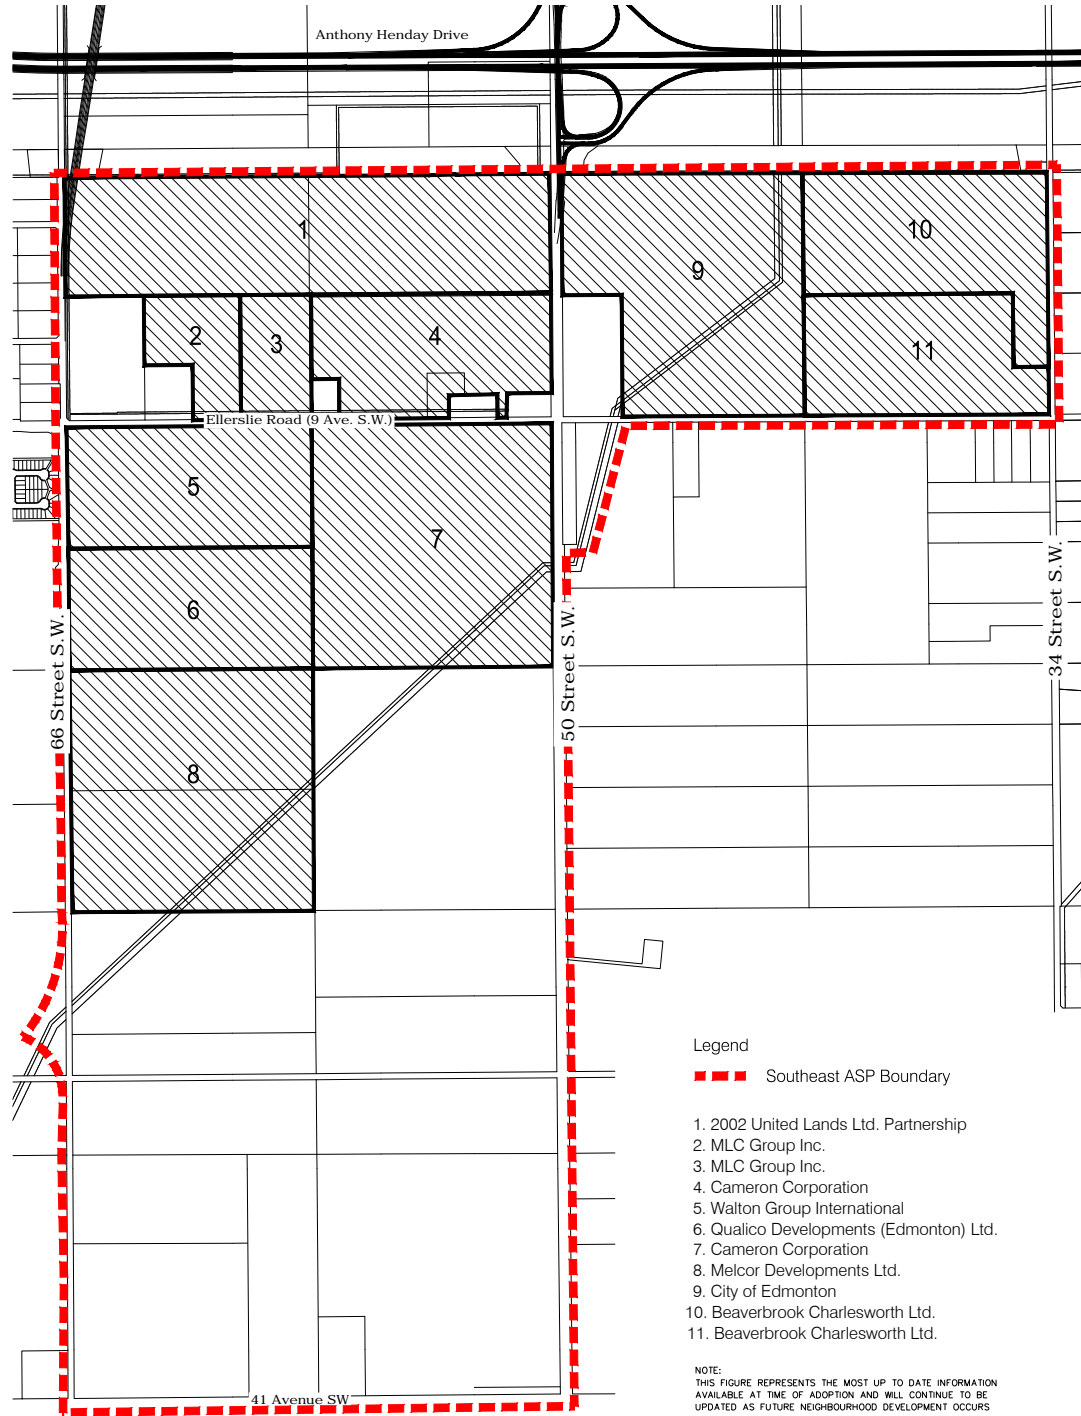 Anthony Henday Drive
1
10
9
2
3
4
11
Ellerslie Road (9 Ave. S.W.)
5
7
6
66 Street S.W.
50 Street S.W.
34 Street S.W.
8
Legend
Southeast ASP Boundary
1. 2002 United Lands Ltd. Partnership
2. MLC Group Inc.
3. MLC Group Inc.
4. Cameron Corporation
5. Walton Group International
6. Qualico Developments (Edmonton) Ltd.
7. Cameron Corporation
8. Melcor Developments Ltd.
9. City of Edmonton
10. Beaverbrook Charlesworth Ltd.
11. Beaverbrook Charlesworth Ltd.
NOTE:
THIS FIGURE REPRESENTS THE MOST UP TO DATE INFORMATION
AVAILABLE AT TIME OF ADOPTION AND WILL CONTINUE TO BE
UPDATED AS FUTURE NEIGHBOURHOOD DEVELOPMENT OCCURS
41 Avenue SW